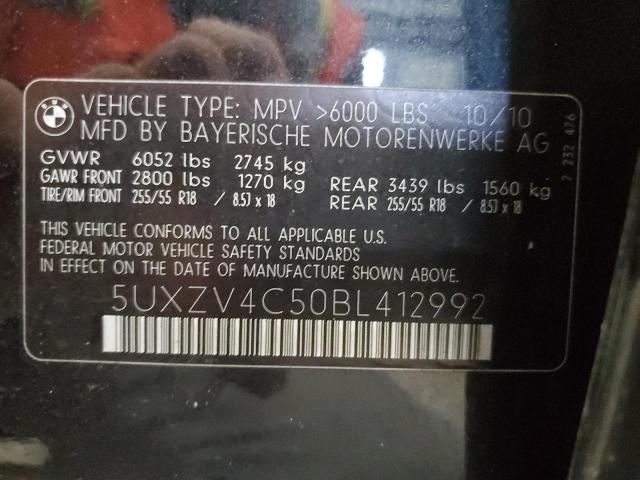 BMW
VEHICLE TYPE: MPV >6000 LBS 10/10
MFD BY BAYERISCHE MOTORENWERKE AG
GVWR 6052 lbs 2745 kg
GAWR FRONT 2800 lbs 1270 kg REAR 3439 lbs 1560 kg
TIRE/RIM FRONT 255/55 R18 / 8.5J x 18 REAR 255/55 R18 / 8.5J x 18
THIS VEHICLE CONFORMS TO ALL APPLICABLE U.S.
FEDERAL MOTOR VEHICLE SAFETY STANDARDS
IN EFFECT ON THE DATE OF MANUFACTURE SHOWN ABOVE.
5UXZV4C50BL412992
7 232 476